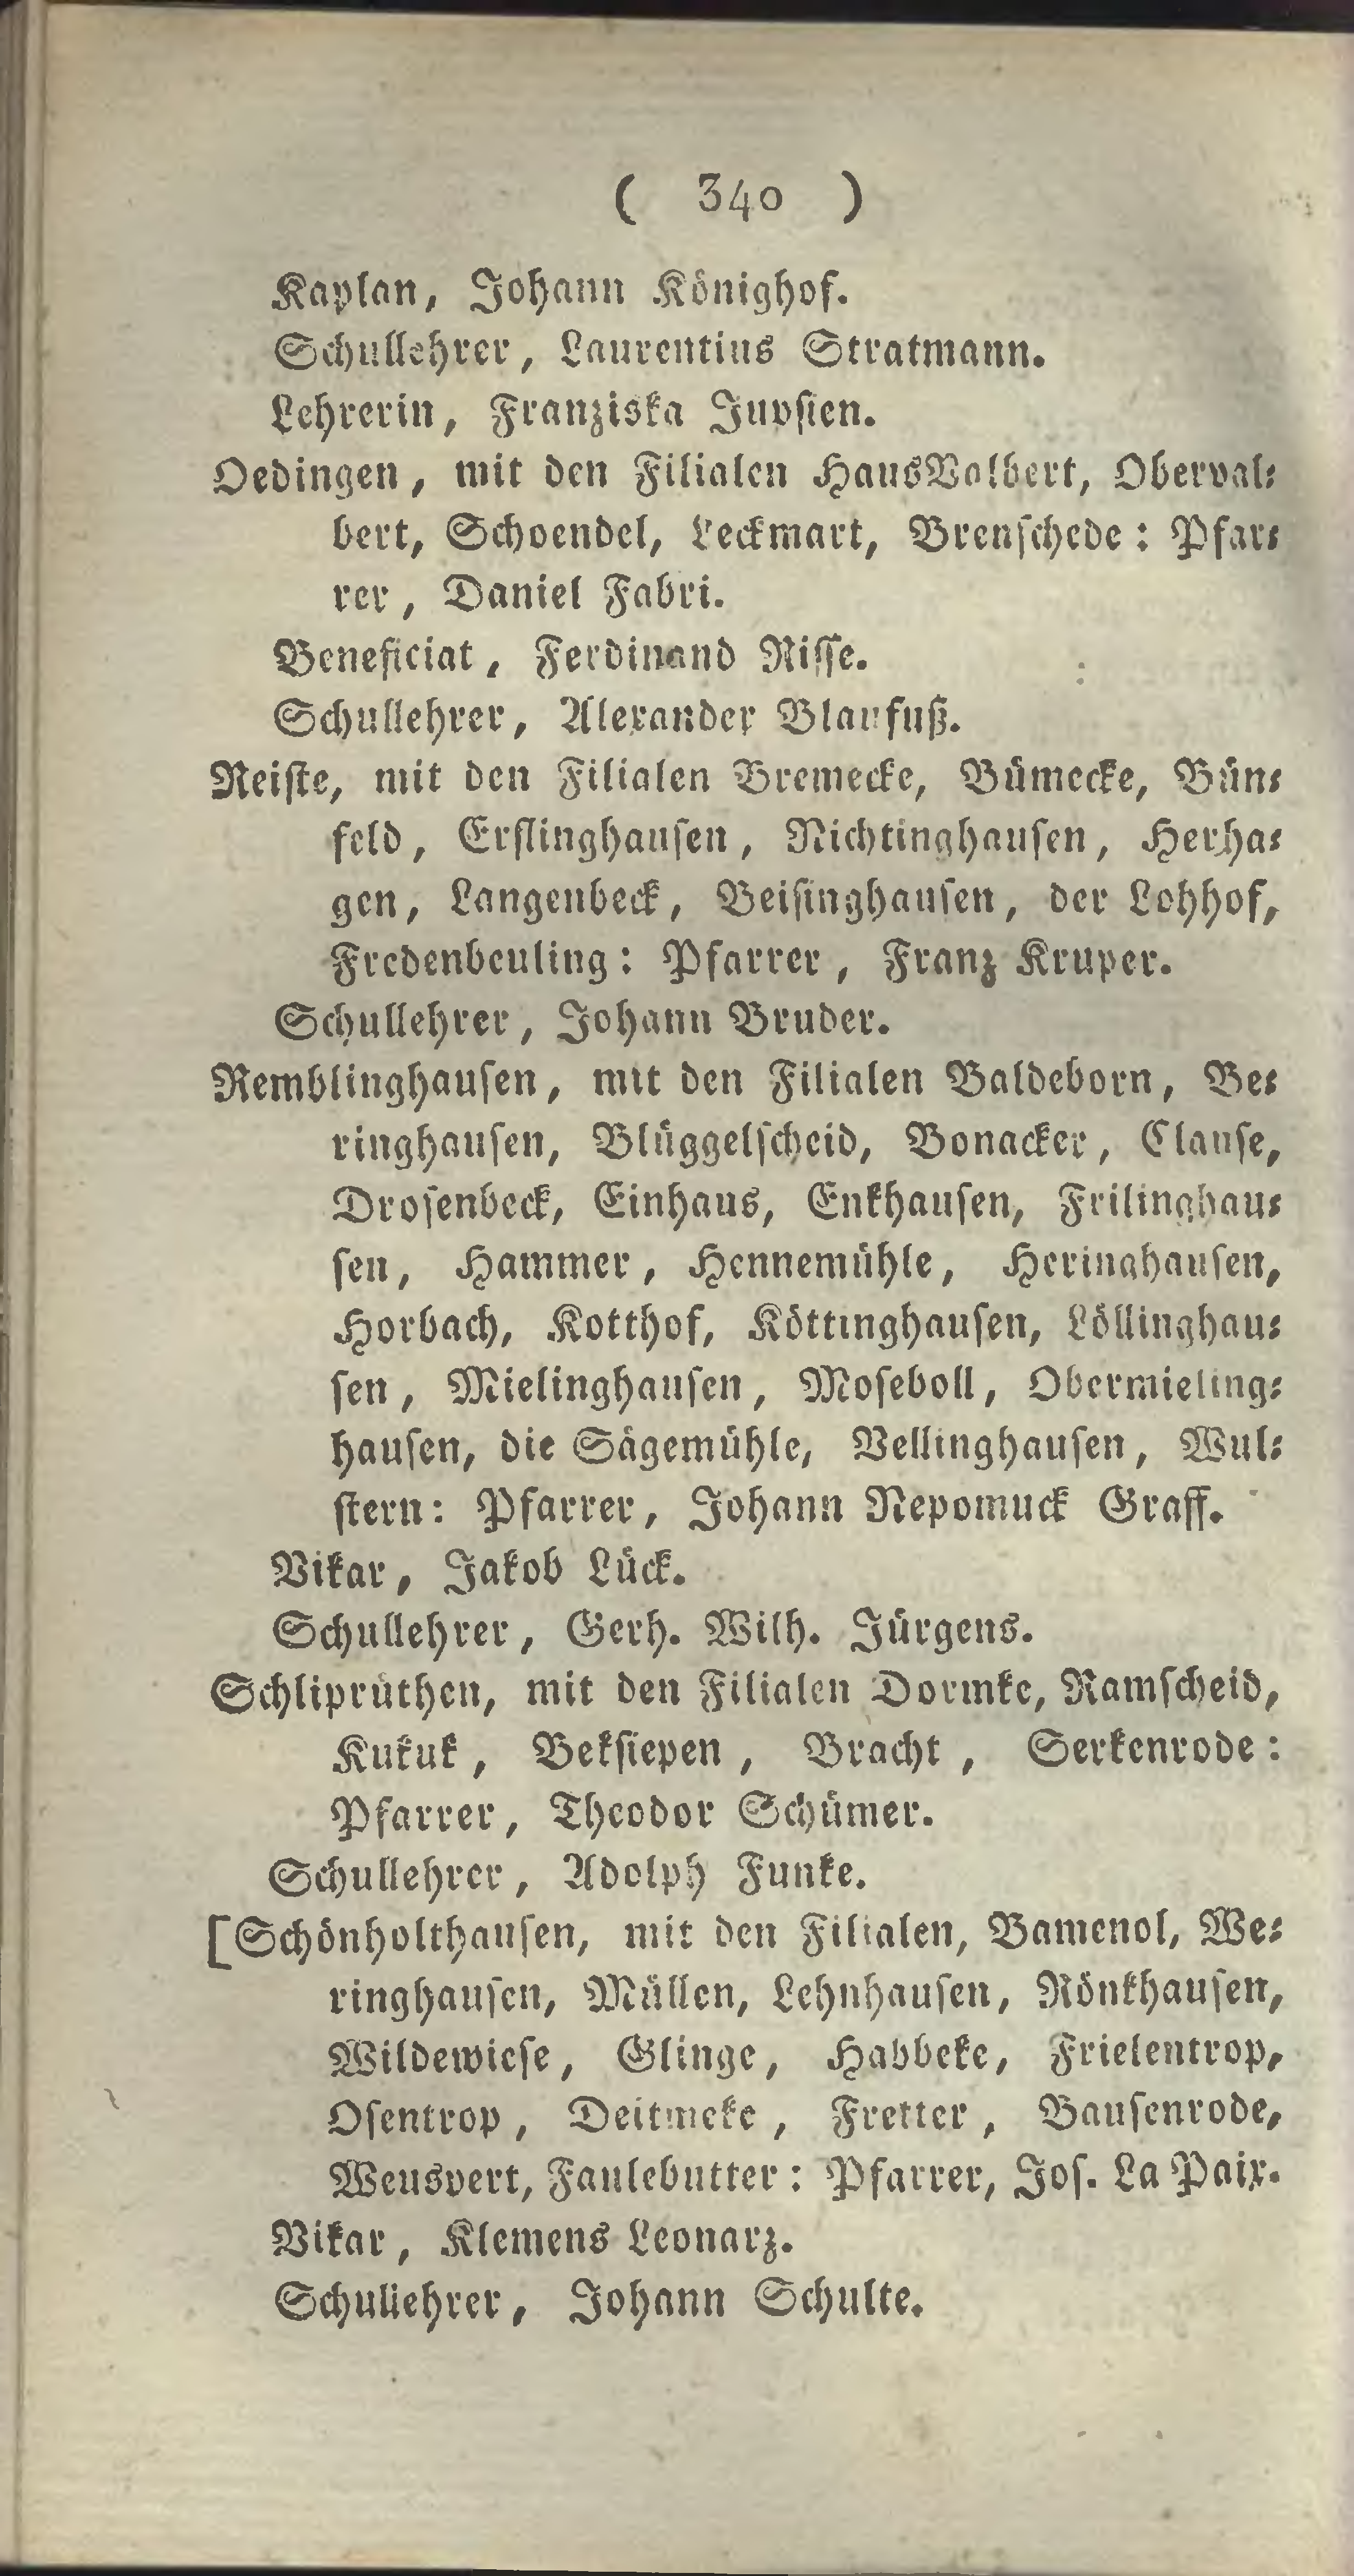 ( 340 )
Kaplan, Johann Könighof.
Schullehrer, Laurentius Stratmann.
Lehrerin, Franziska Jupsien.
Oedingen, mit den Filialen HausValbert, Oberval⸗
bert, Schoendel, Leckmart, Brenschede: Pfar⸗
rer, Daniel Fabri.
Beneficiat, Ferdinand Risse.
Schullehrer, Alexander Blaufuß.
Reiste, mit den Filialen Bremecke, Bümecke, Bün⸗
feld, Erflinghausen, Nichtinghausen, Herha⸗
gen, Langenbeck, Beisinghausen, der Lohhof,
Fredenbeuling: Pfarrer, Franz Kruper.
Schullehrer, Johann Bruder.
Remblinghausen, mit den Filialen Baldeborn, Be⸗
ringhausen, Blüggelscheid, Bonacker, Clause,
Drosenbeck, Einhaus, Enkhausen, Frilinghau⸗
sen, Hammer, Hennemühle, Heringhausen,
Horbach, Kotthof, Köttinghausen, Löllinghau⸗
sen, Mielinghausen, Moseboll, Obermieling⸗
hausen, die Sägemühle, Vellinghausen, Wul⸗
stern: Pfarrer, Johann Nepomuck Graff.
Vikar, Jakob Lück.
Schullehrer, Gerh. Wilh. Jürgens.
Schliprüthen, mit den Filialen Dormke, Ramscheid,
Kukuk, Beksiepen, Bracht, Serkenrode:
Pfarrer, Theodor Schümer.
Schullehrer, Adolph Funke.
[Schönholthausen, mit den Filialen, Bamenol, We⸗
ringhausen, Müllen, Lehnhausen, Rönkhausen,
Wildewiese, Glinge, Habbeke, Frielentrop,
Osentrop, Deitmeke, Fretter, Bausenrode,
Weusvert, Faulebutter: Pfarrer, Jos. La Paix.
Vikar, Klemens Leonarz.
Schullehrer, Johann Schulte.